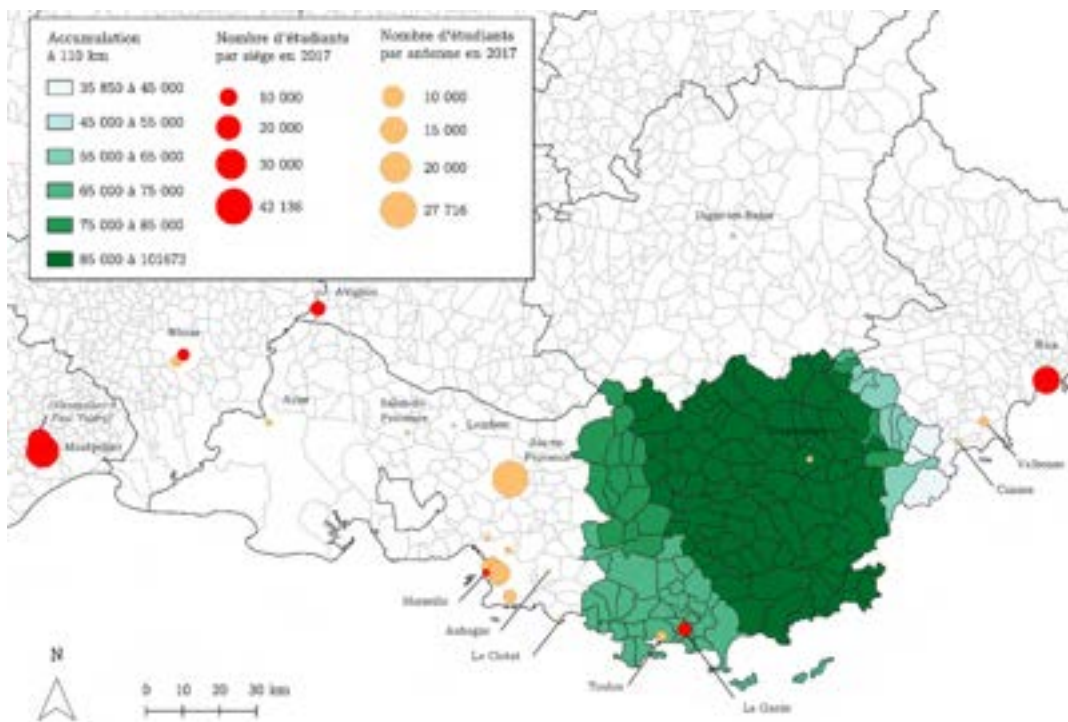 Accumulation
à 110 km
35 850 à 45 000
45 000 à 55 000
55 000 à 65 000
65 000 à 75 000
75 000 à 85 000
85 000 à 101672
Nombre d'étudiants
par siège en 2017
10 000
20 000
30 000
42 138
Nombre d'étudiants
par antenne en 2017
10 000
15 000
20 000
27 716
Digne-les-Bains
Avignon
Nîmes
Nice
Arles
Salon-de
Provence
Lambesc
Montpellier
Aix-en
Provence
Vallauris
Cannes
Marseille
Aubagne
La Ciotat
Toulon
La Garde
N
0 10 20 30 km